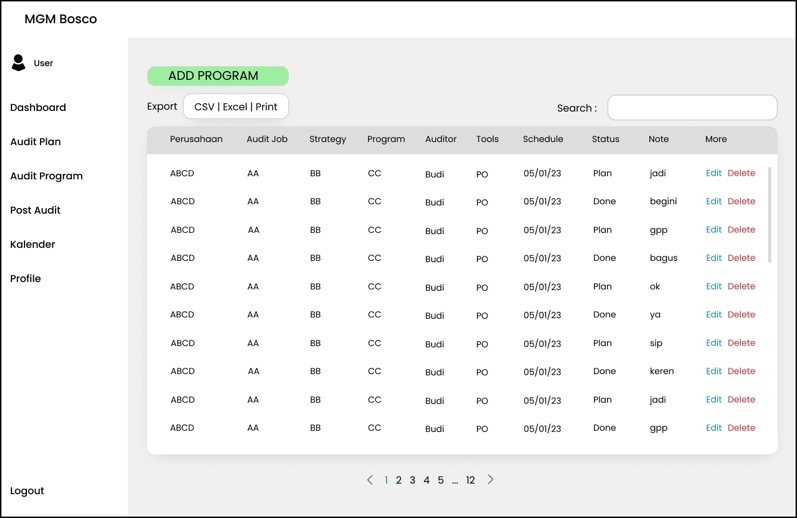 MGM Bosco
User
Dashboard
Audit Plan
Audit Program
Post Audit
Kalender
Profile
Logout
ADD PROGRAM
Export CSV | Excel | Print
Search :
Perusahaan Audit Job Strategy Program Auditor Tools Schedule Status Note More
ABCD AA BB CC Budi PO 05/01/23 Plan jadi Edit Delete
ABCD AA BB CC Budi PO 05/01/23 Done begini Edit Delete
ABCD AA BB CC Budi PO 05/01/23 Plan gpp Edit Delete
ABCD AA BB CC Budi PO 05/01/23 Done bagus Edit Delete
ABCD AA BB CC Budi PO 05/01/23 Plan ok Edit Delete
ABCD AA BB CC Budi PO 05/01/23 Done ya Edit Delete
ABCD AA BB CC Budi PO 05/01/23 Plan sip Edit Delete
ABCD AA BB CC Budi PO 05/01/23 Done keren Edit Delete
ABCD AA BB CC Budi PO 05/01/23 Plan jadi Edit Delete
ABCD AA BB CC Budi PO 05/01/23 Done gpp Edit Delete
1 2 3 4 5 ... 12